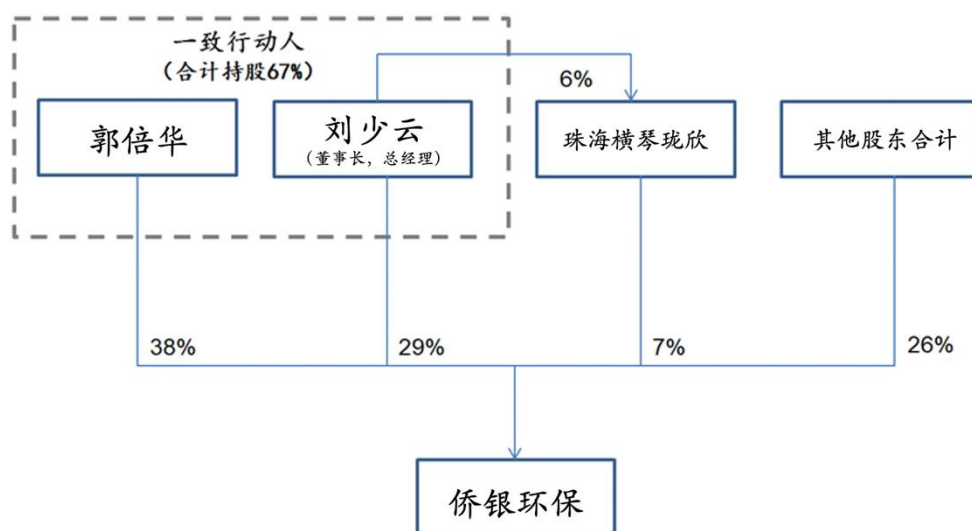 一致行动人
（合计持股67%）
6%
郭倍华
刘少云
（董事长，总经理）
珠海横琴珑欣
其他股东合计
38%
29%
7%
26%
侨银环保